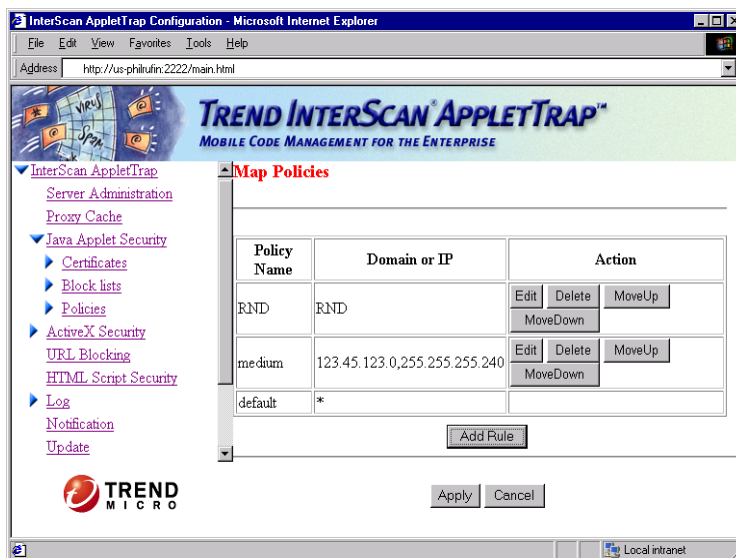 InterScan AppletTrap Configuration - Microsoft Internet Explorer
File Edit View Favorites Tools Help
Address http://us-philrufin:2222/main.html
VIRUS
Spam
TREND INTERSCAN® APPLETTRAP™
MOBILE CODE MANAGEMENT FOR THE ENTERPRISE
InterScan AppletTrap
Server Administration
Proxy Cache
Java Applet Security
Certificates
Block lists
Policies
ActiveX Security
URL Blocking
HTML Script Security
Log
Notification
Update
TREND
MICRO
Map Policies
Policy Name Domain or IP Action
RND RND Edit Delete MoveUp
MoveDown
medium 123.45.123.0,255.255.255.240 Edit Delete MoveUp
MoveDown
default *
Add Rule
Apply Cancel
Local intranet